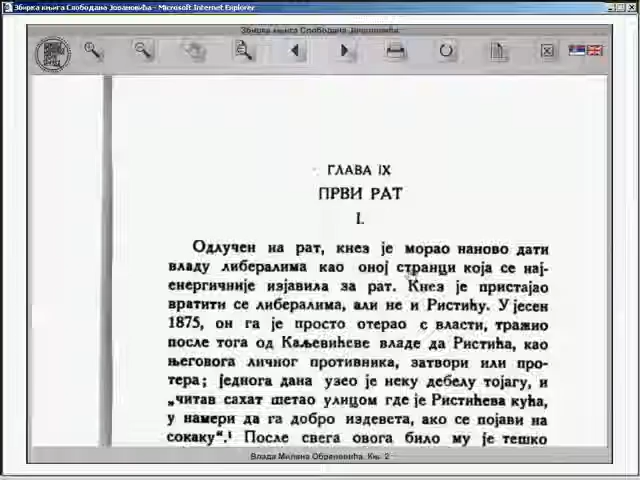 Збирка књига Слободана Јовановића - Microsoft Internet Explorer
Збирка књига Слободана Јовановића
ГЛАВА IX
ПРВИ РАТ
I.
Одлучен на рат, кнез је морао наново дати
владу либералима као оној странци која се нај-
енергичније изјавила за рат. Кнез је пристајао
вратити се либералима, али не и Ристићу. У јесен
1875, он га је просто отерао с власти, тражио
после тога од Каљевићеве владе да Ристића, као
његовога личног противника, затвори или про-
тера; једнога дана узео је неку дебелу тојагу, и
„читав сахат шетао улицом где је Ристићева кућа,
у намери да га добро издевета, ако се појави на
сокаку“.¹ После свега овога било му је тешко
Влада Милана Обреновића. Књ. 2